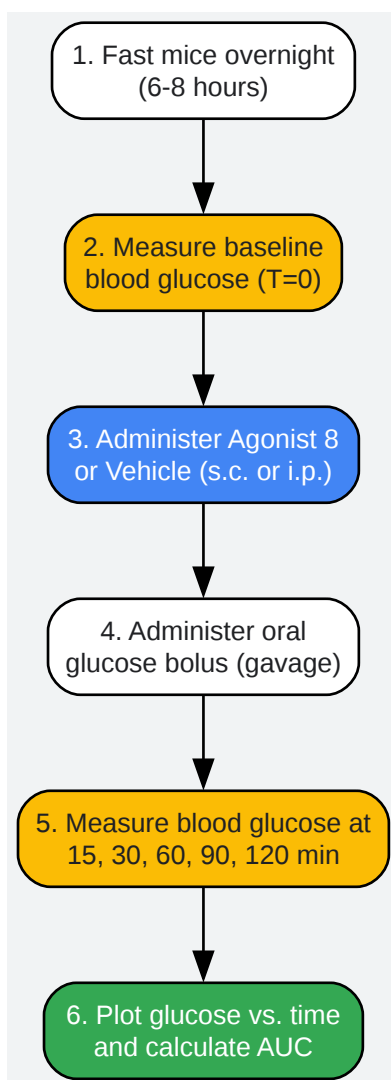 1. Fast mice overnight
(6-8 hours)
2. Measure baseline
blood glucose (T=0)
3. Administer Agonist 8
or Vehicle (s.c. or i.p.)
4. Administer oral
glucose bolus (gavage)
5. Measure blood glucose at
15, 30, 60, 90, 120 min
6. Plot glucose vs. time
and calculate AUC